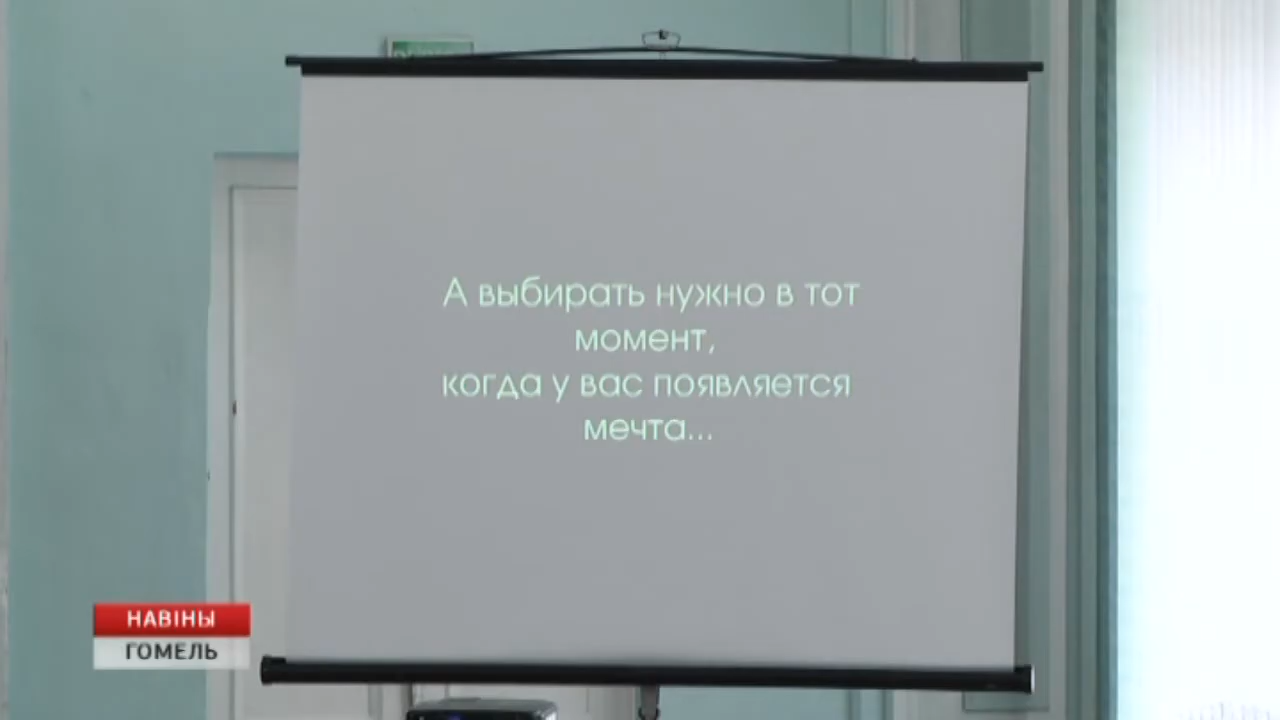 А выбирать нужно в тот
момент,
когда у вас появляется
мечта...
НАВІНЫ
ГОМЕЛЬ